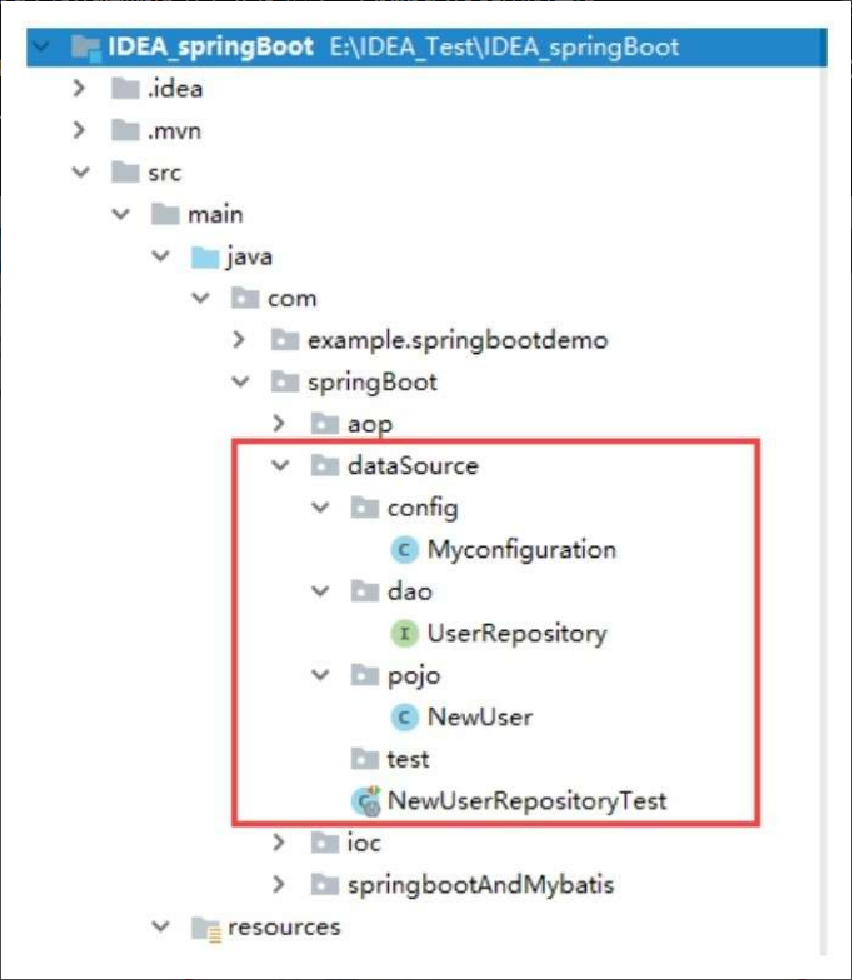 IDEA_springBoot E:\IDEA_Test\IDEA_springBoot
.idea
.mvn
src
main
java
com
example.springbootdemo
springBoot
aop
dataSource
config
C Myconfiguration
dao
I UserRepository
pojo
C NewUser
test
C NewUserRepositoryTest
ioc
springbootAndMybatis
resources